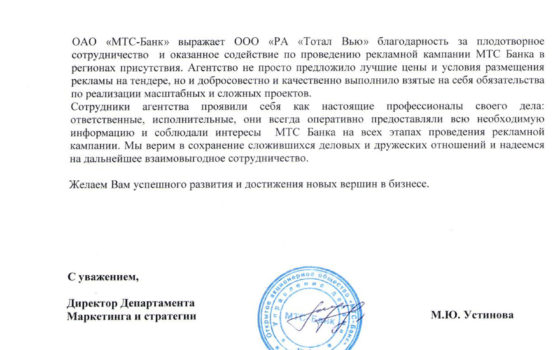 ОАО «МТС-Банк» выражает ООО «РА «Тотал Вью» благодарность за плодотворное
сотрудничество и оказанное содействие по проведению рекламной кампании МТС Банка в
регионах присутствия. Агентство не просто предложило лучшие цены и условия размещения
рекламы на тендере, но и добросовестно и качественно выполнило взятые на себя обязательства
по реализации масштабных и сложных проектов.
Сотрудники агентства проявили себя как настоящие профессионалы своего дела:
ответственные, исполнительные, они всегда оперативно предоставляли всю необходимую
информацию и соблюдали интересы МТС Банка на всех этапах проведения рекламной
кампании. Мы верим в сохранение сложившихся деловых и дружеских отношений и надеемся
на дальнейшее взаимовыгодное сотрудничество.
Желаем Вам успешного развития и достижения новых вершин в бизнесе.
С уважением,
Директор Департамента
Маркетинга и стратегии
М.Ю. Устинова
Открытое акционерное общество
МТС-Банк